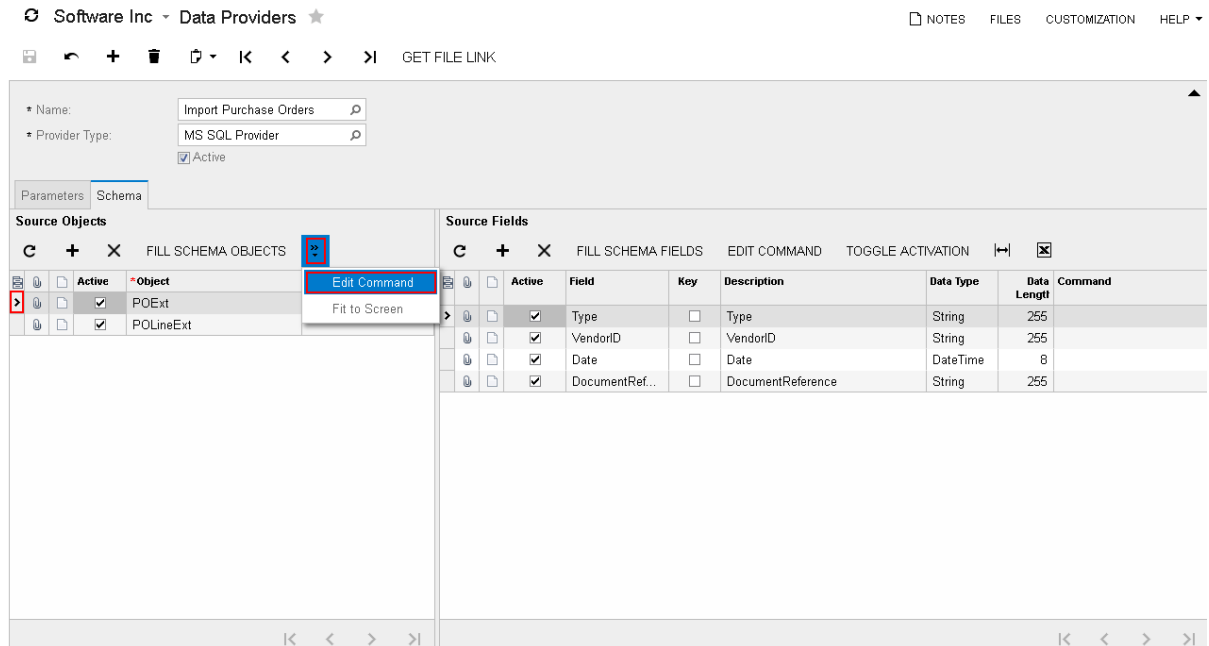 Software Inc - Data Providers
NOTES FILES CUSTOMIZATION HELP
GET FILE LINK
* Name: Import Purchase Orders
* Provider Type: MS SQL Provider
Active
Parameters Schema
Source Objects
FILL SCHEMA OBJECTS
Active *Object
POExt
POLineExt
Edit Command
Fit to Screen
Source Fields
FILL SCHEMA FIELDS EDIT COMMAND TOGGLE ACTIVATION
Active Field Key Description Data Type Data Length Command
Type Type String 255
VendorID VendorID String 255
Date Date DateTime 8
DocumentRef... DocumentReference String 255